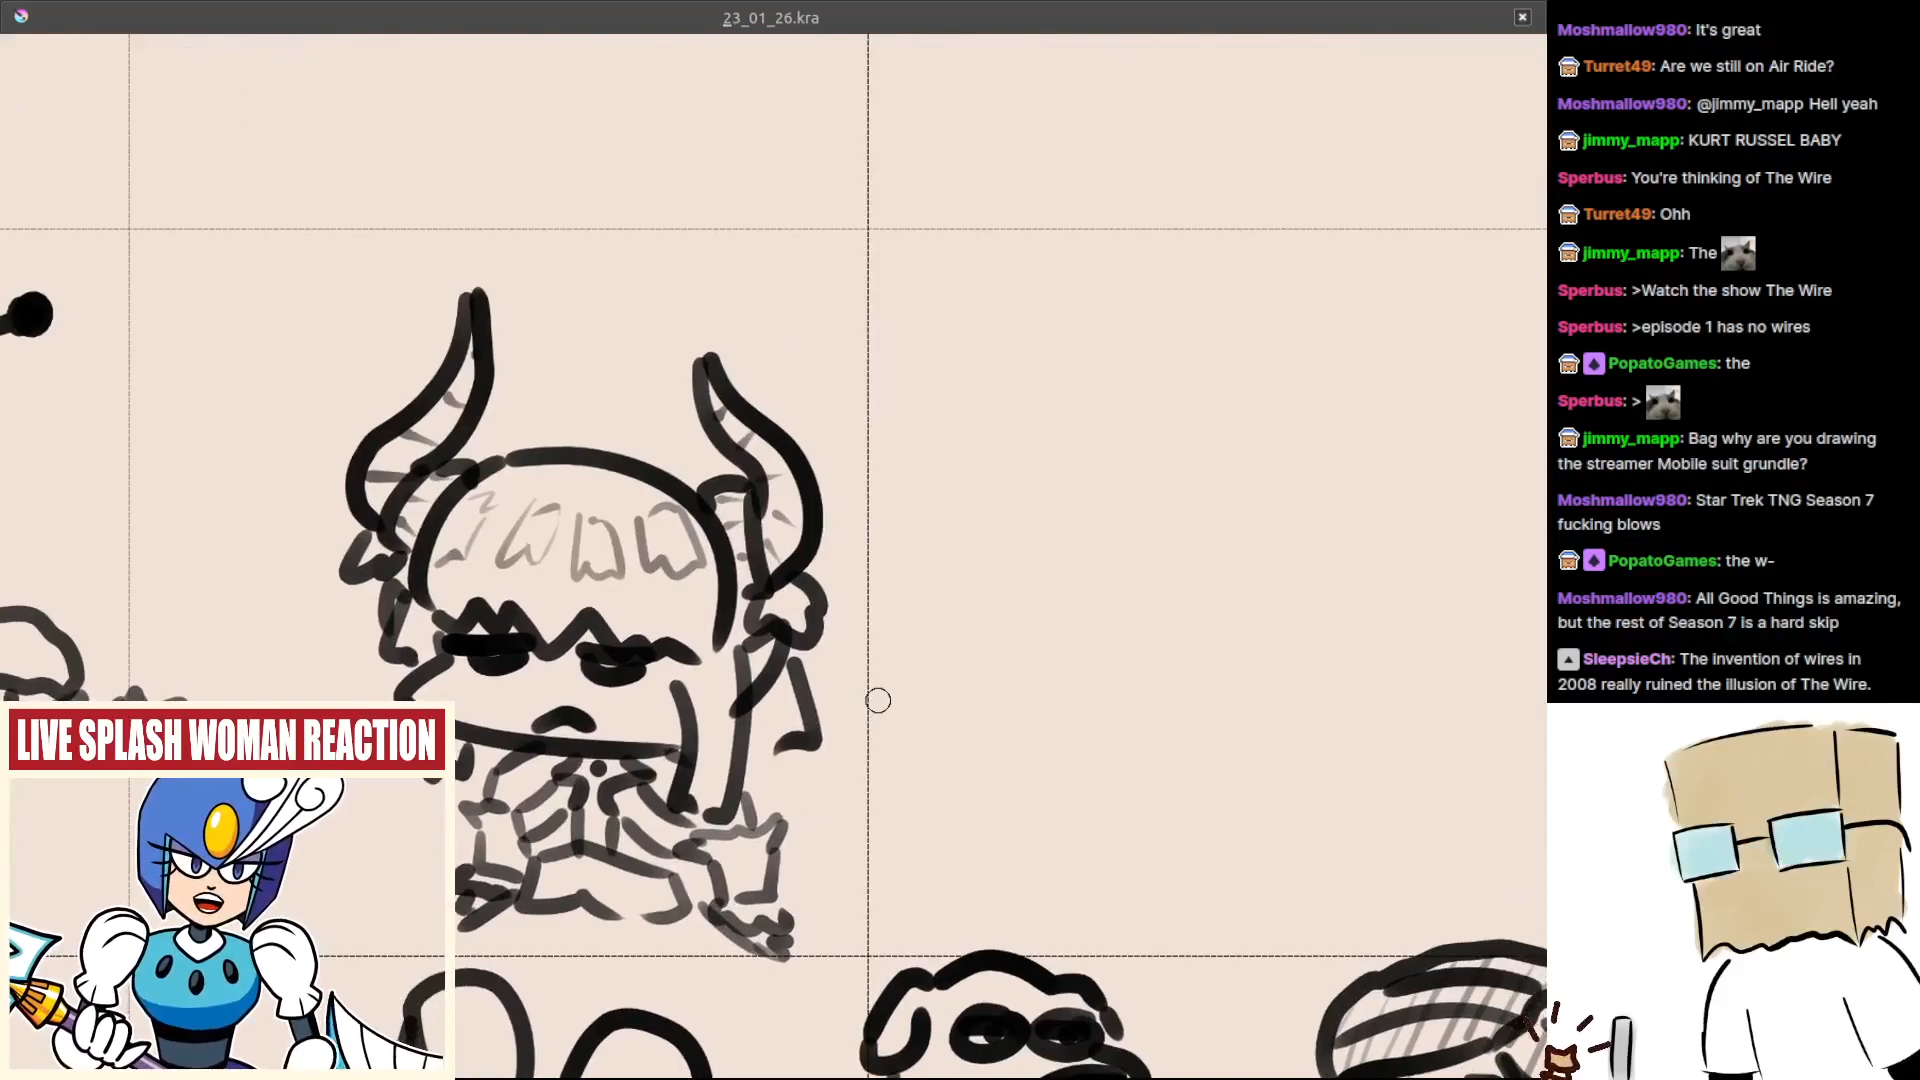 23_01_26.kra
Moshmallow980: It's great
Turret49: Are we still on Air Ride?
Moshmallow980: @jimmy_mapp Hell yeah
jimmy_mapp: KURT RUSSEL BABY
Sperbus: You're thinking of The Wire
Turret49: Ohh
jimmy_mapp: The
Sperbus: >Watch the show The Wire
Sperbus: >episode 1 has no wires
PopatoGames: the
Sperbus: >
jimmy_mapp: Bag why are you drawing
the streamer Mobile suit grundle?
Moshmallow980: Star Trek TNG Season 7
fucking blows
PopatoGames: the w-
Moshmallow980: All Good Things is amazing,
but the rest of Season 7 is a hard skip
SleepsieCh: The invention of wires in
2008 really ruined the illusion of The Wire.
LIVE SPLASH WOMAN REACTION